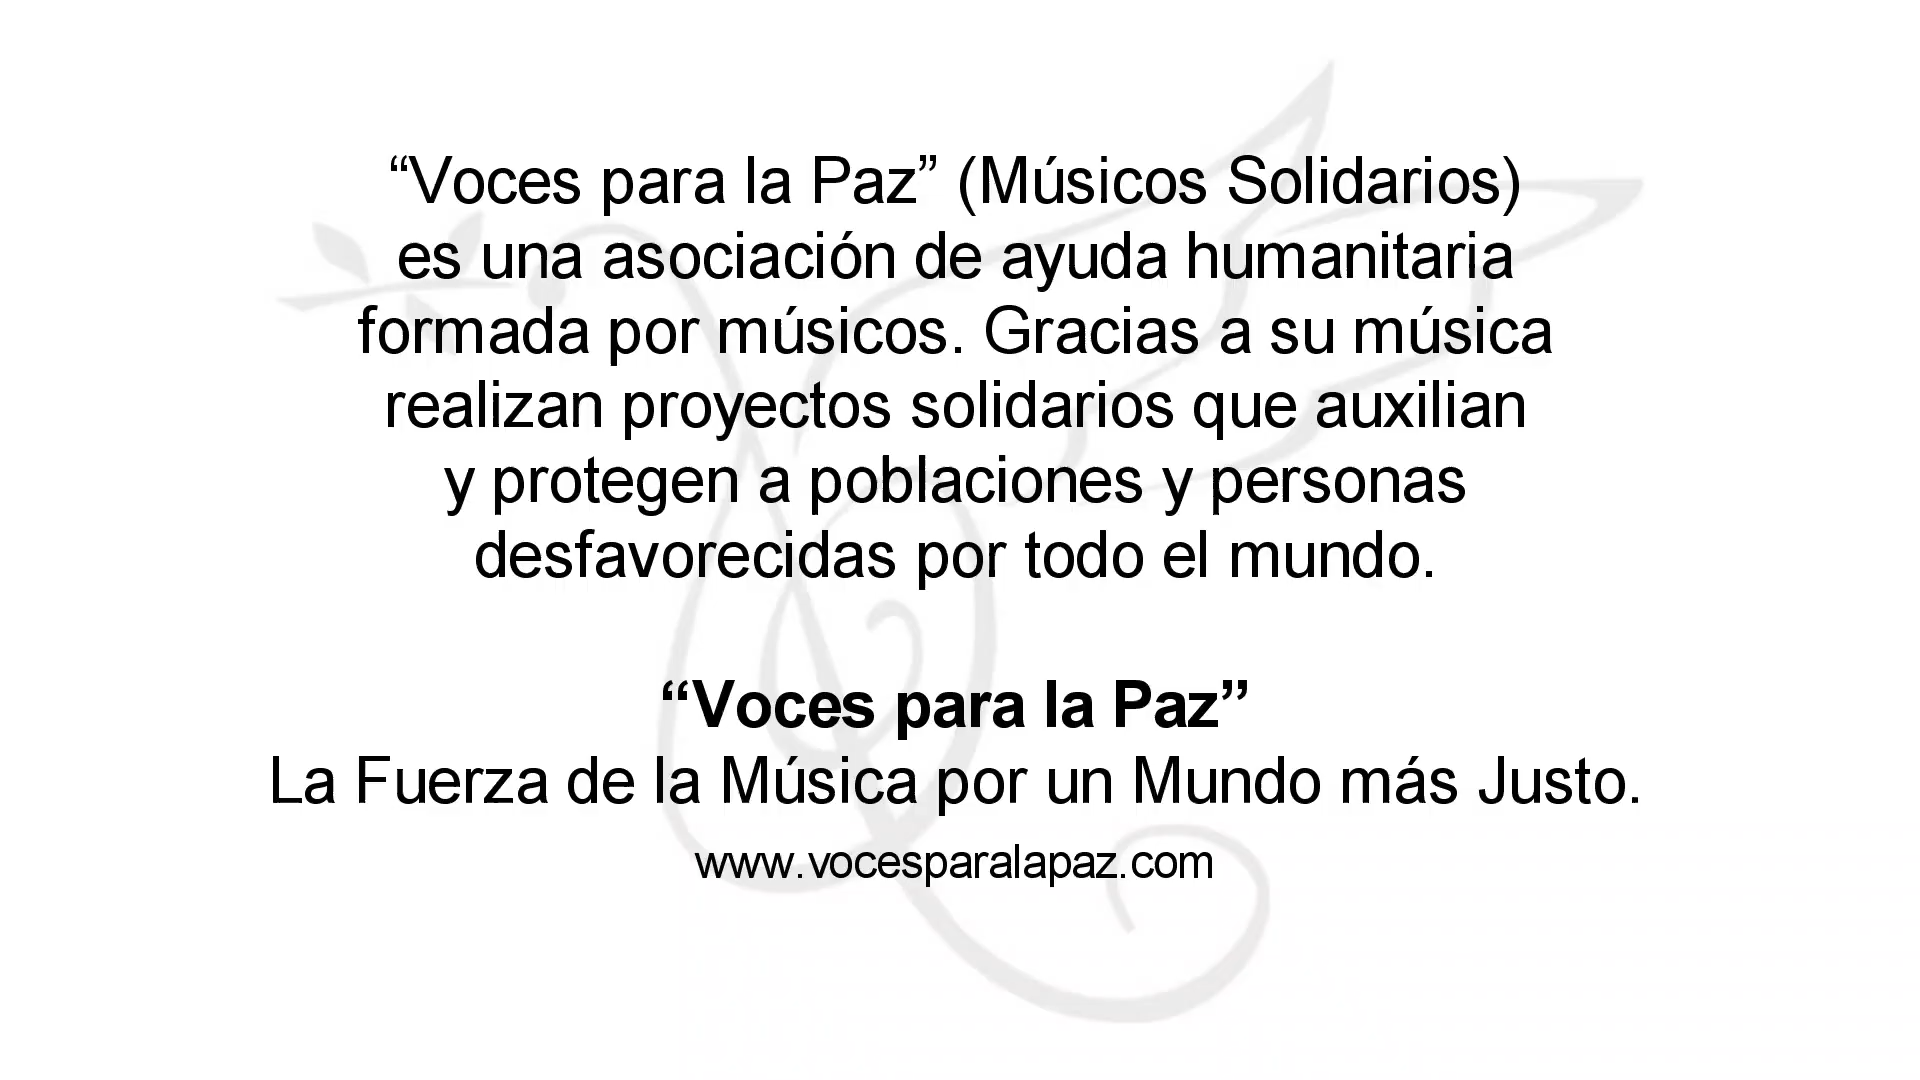 “Voces para la Paz” (Músicos Solidarios)
es una asociación de ayuda humanitaria
formada por músicos. Gracias a su música
realizan proyectos solidarios que auxilian
y protegen a poblaciones y personas
desfavorecidas por todo el mundo.
“Voces para la Paz”
La Fuerza de la Música por un Mundo más Justo.
www.vocesparalapaz.com